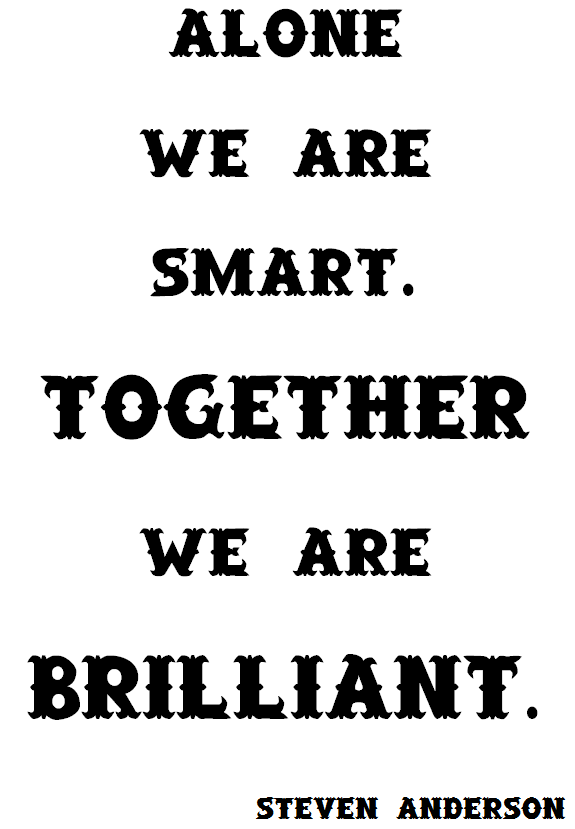 ALONE
WE ARE
SMART.
TOGETHER
WE ARE
BRILLIANT.
STEVEN ANDERSON